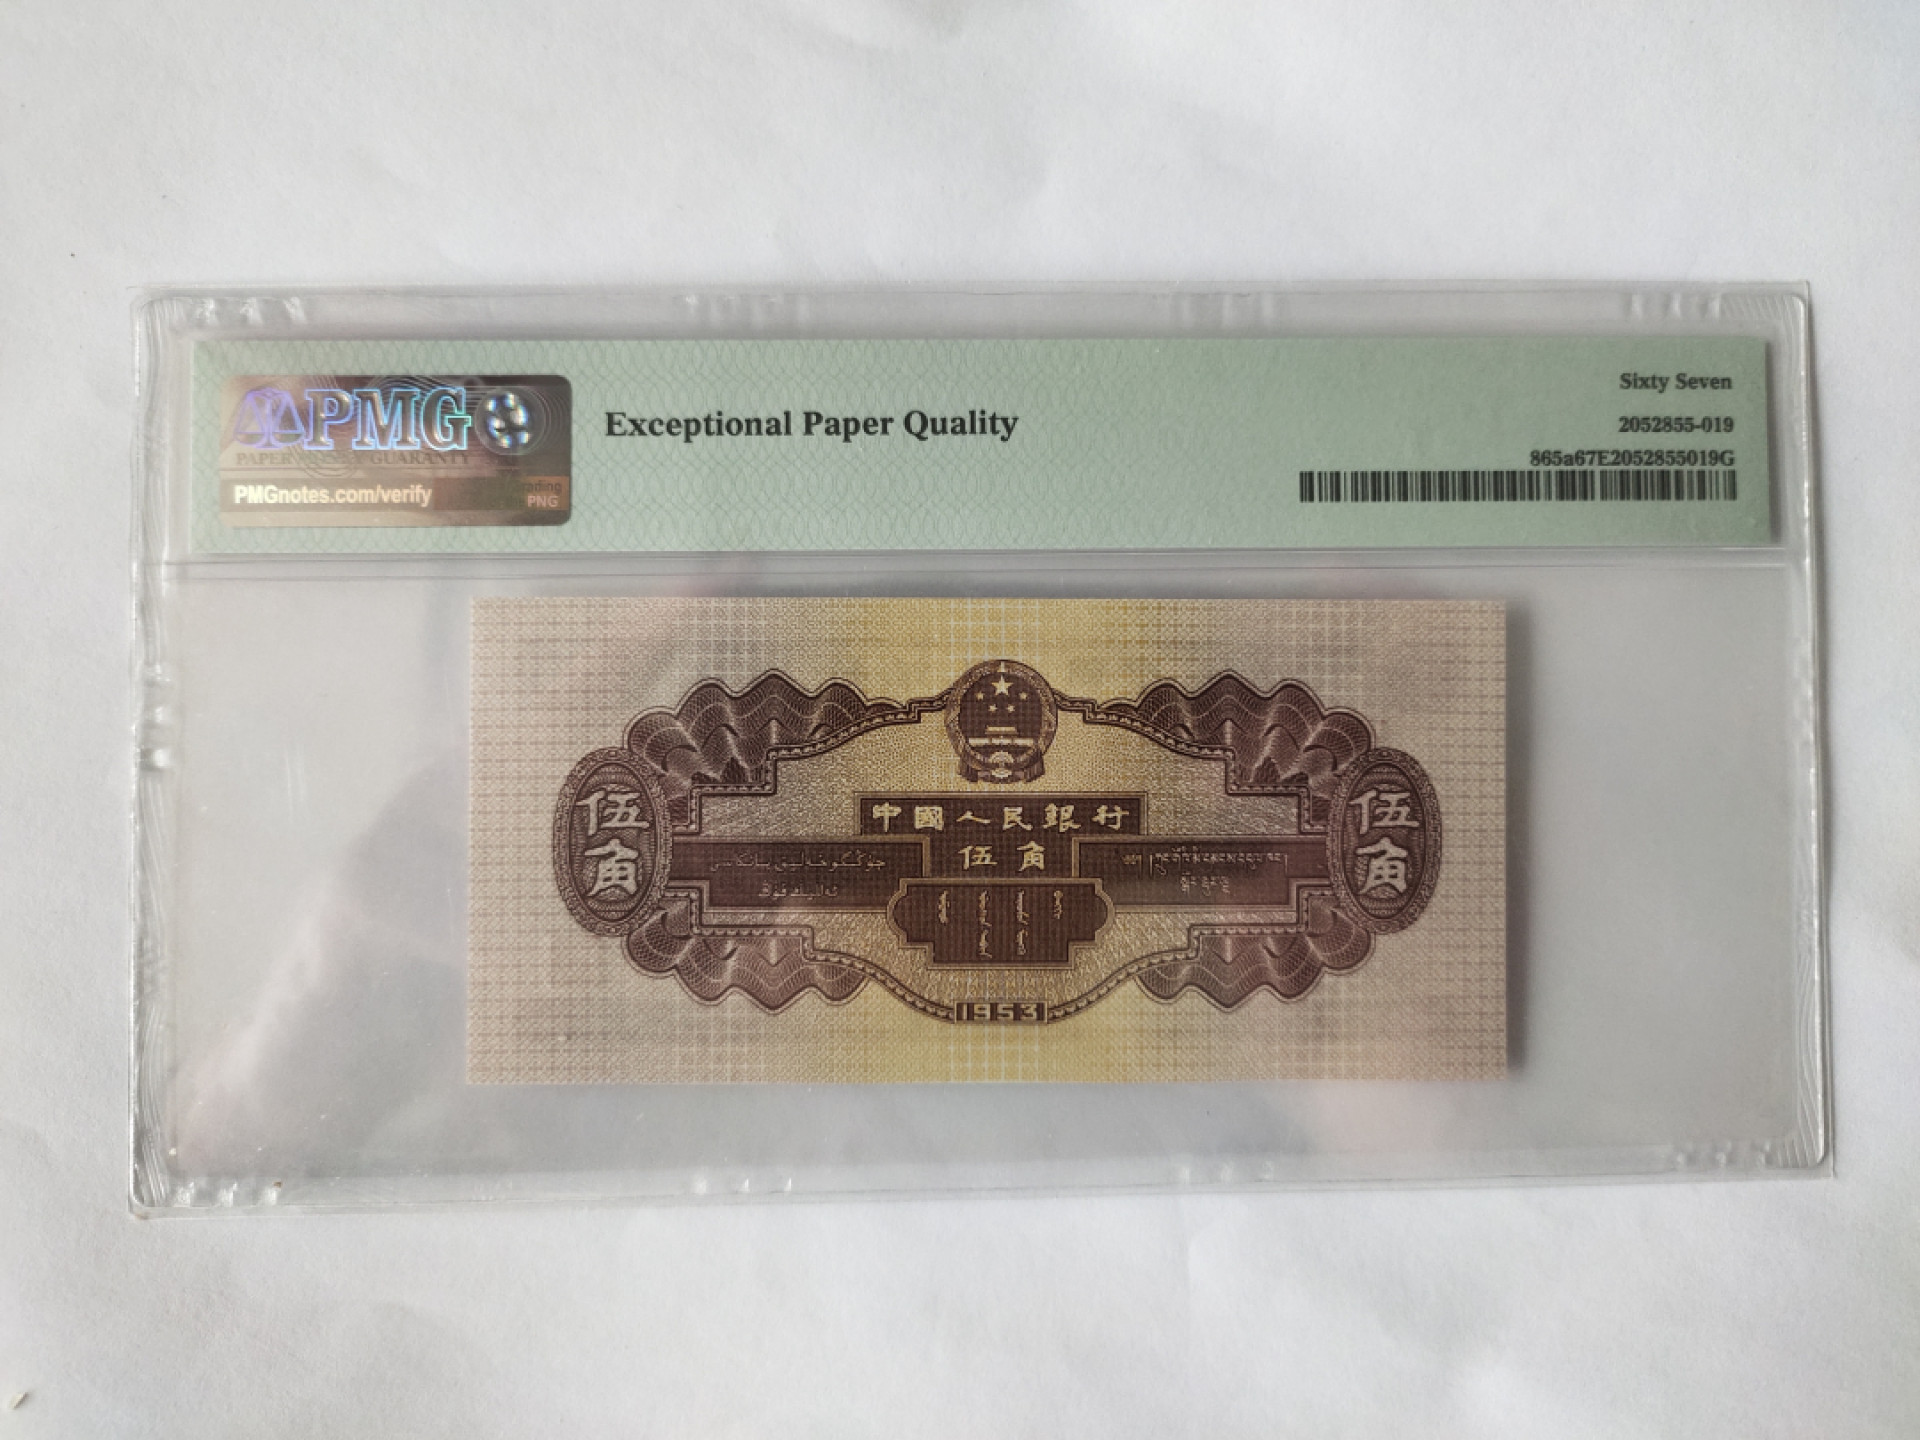 PMG
PAPER MONEY GUARANTY
PMGnotes.com/verify
PNG
Exceptional Paper Quality
Sixty Seven
2052855-019
865a67E2052855019G
中國人民銀行
伍角
伍角
伍角
1953